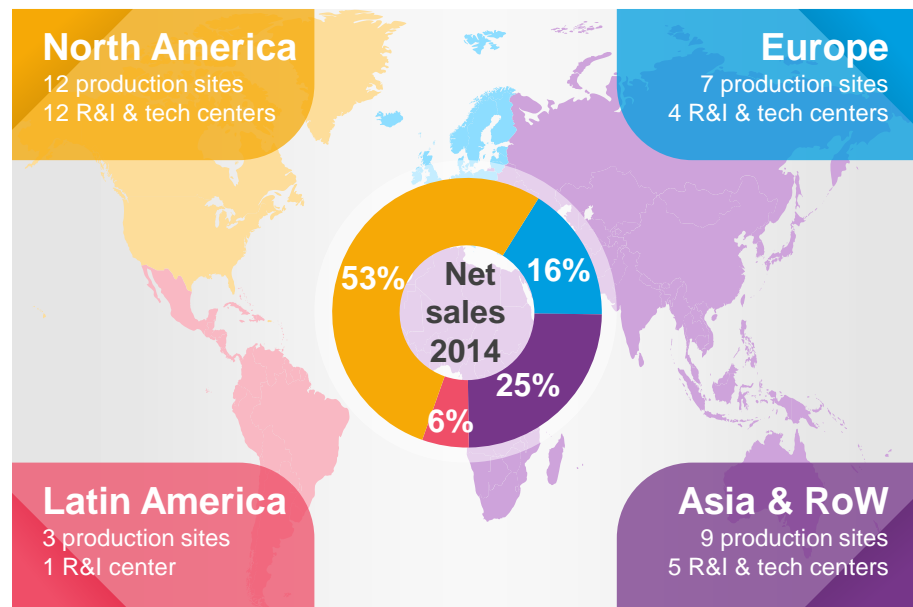 North America
12 production sites
12 R&I & tech centers
Europe
7 production sites
4 R&I & tech centers
53%
Net
sales
2014
16%
25%
6%
Latin America
3 production sites
1 R&I center
Asia & RoW
9 production sites
5 R&I & tech centers